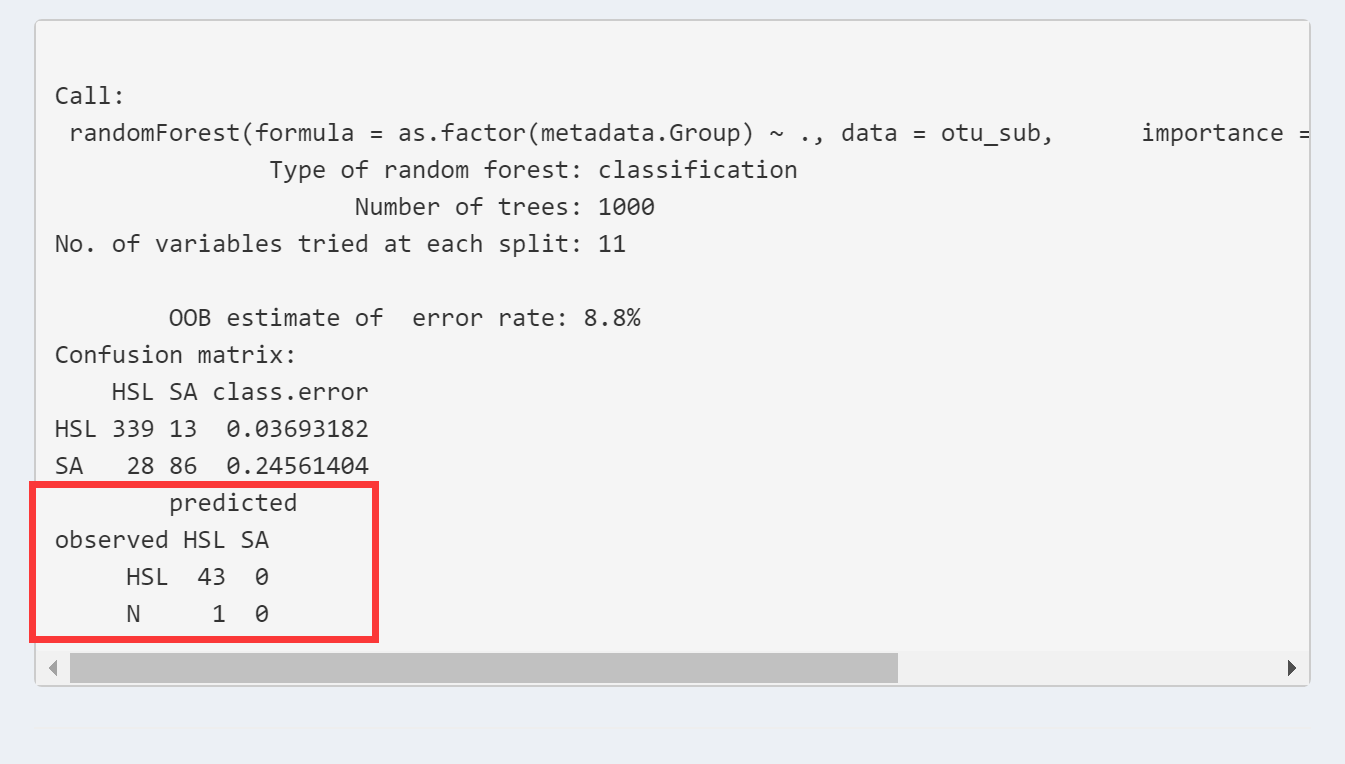 Call:
 randomForest(formula = as.factor(metadata.Group) ~ ., data = otu_sub,      importance =
               Type of random forest: classification
                     Number of trees: 1000
No. of variables tried at each split: 11
        OOB estimate of  error rate: 8.8%
Confusion matrix:
    HSL SA class.error
HSL 339 13  0.03693182
SA   28 86  0.24561404
        predicted
observed HSL SA
     HSL  43  0
     N     1  0